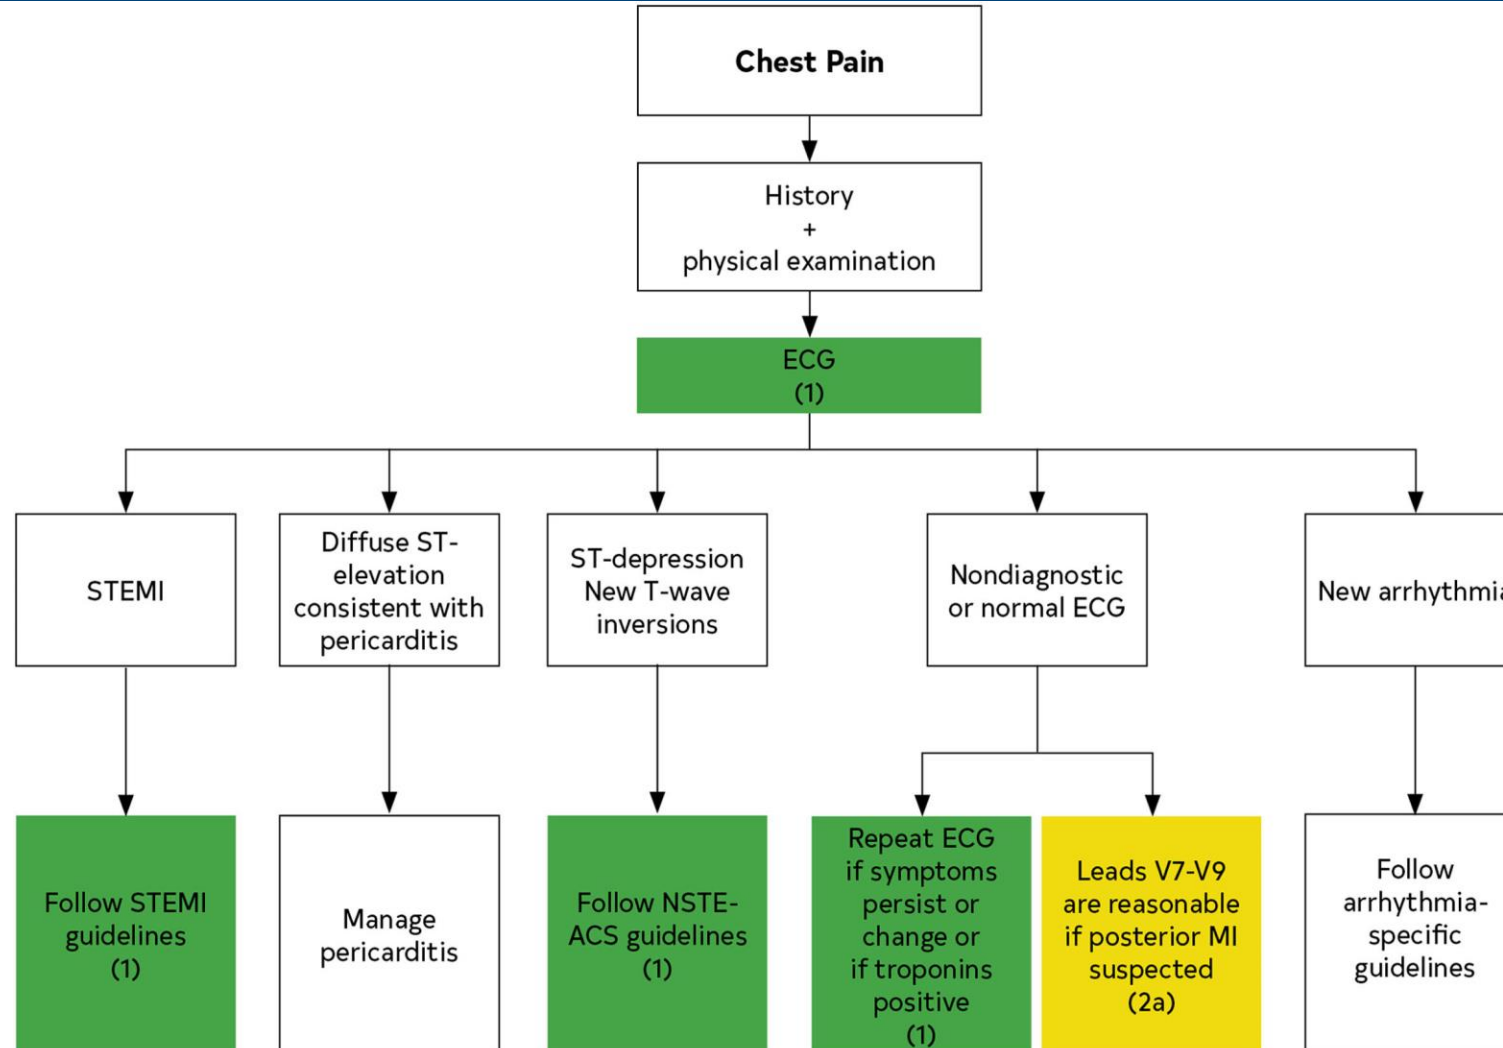 Chest Pain
History
+
physical examination
ECG
(1)
STEMI
Diffuse ST-
elevation
consistent with
pericarditis
ST-depression
New T-wave
inversions
Nondiagnostic
or normal ECG
New arrhythmia
Follow STEMI
guidelines
(1)
Manage
pericarditis
Follow NSTE-
ACS guidelines
(1)
Repeat ECG
if symptoms
persist or
change or
if troponins
positive
(1)
Leads V7-V9
are reasonable
if posterior MI
suspected
(2a)
Follow
arrhythmia-
specific
guidelines